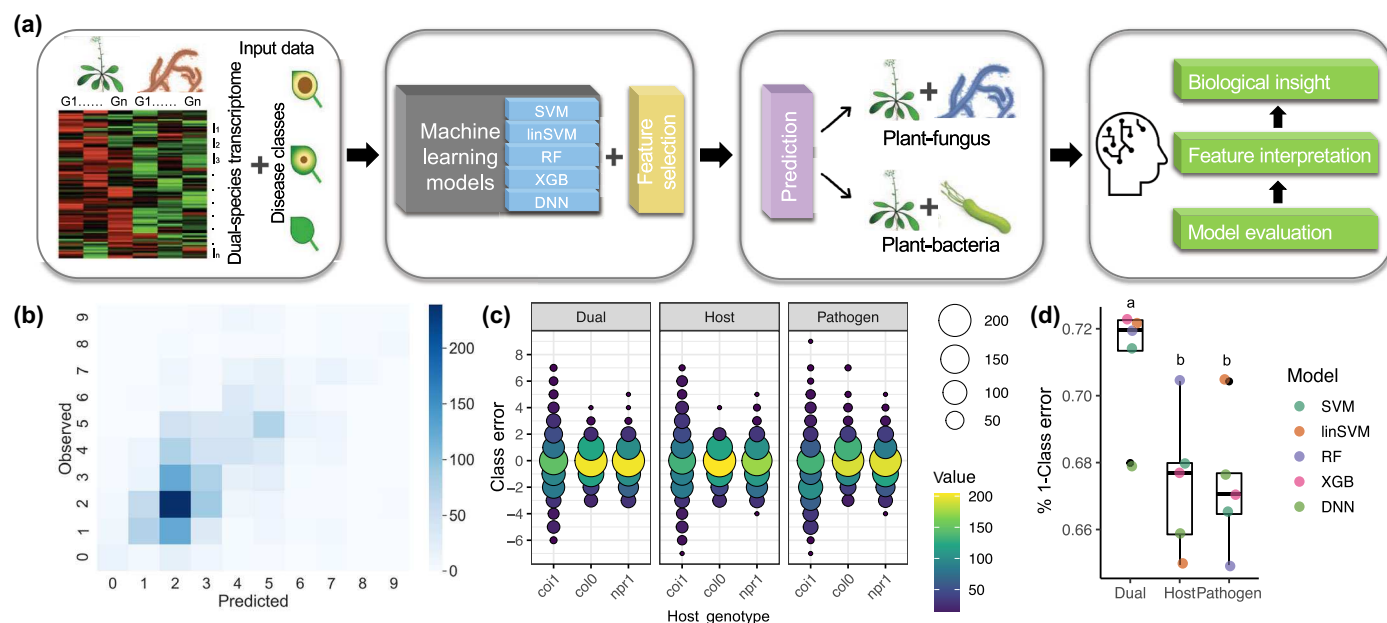 (a)
Input data
G1...... Gn G1...... Gn
I1
I2
I3
In
Dual-species transcriptome
+
Disease classes
Machine
learning
models
SVM
linSVM
RF
XGB
DNN
+
Feature
selection
Prediction
+
Plant-fungus
+
Plant-bacteria
Biological insight
Feature interpretation
Model evaluation
(b)
Observed
9
8
7
6
5
4
3
2
1
0
0 1 2 3 4 5 6 7 8 9
Predicted
200
150
100
50
0
(c)
Dual Host Pathogen
Class error
8
6
4
2
0
−2
−4
−6
coi1 col0 npr1 coi1 col0 npr1 coi1 col0 npr1
Host_genotype
200
150
100
50
Value
200
150
100
50
(d)
% 1-Class error
0.72
0.70
0.68
0.66
a
b
b
Dual Host Pathogen
Model
SVM
linSVM
RF
XGB
DNN